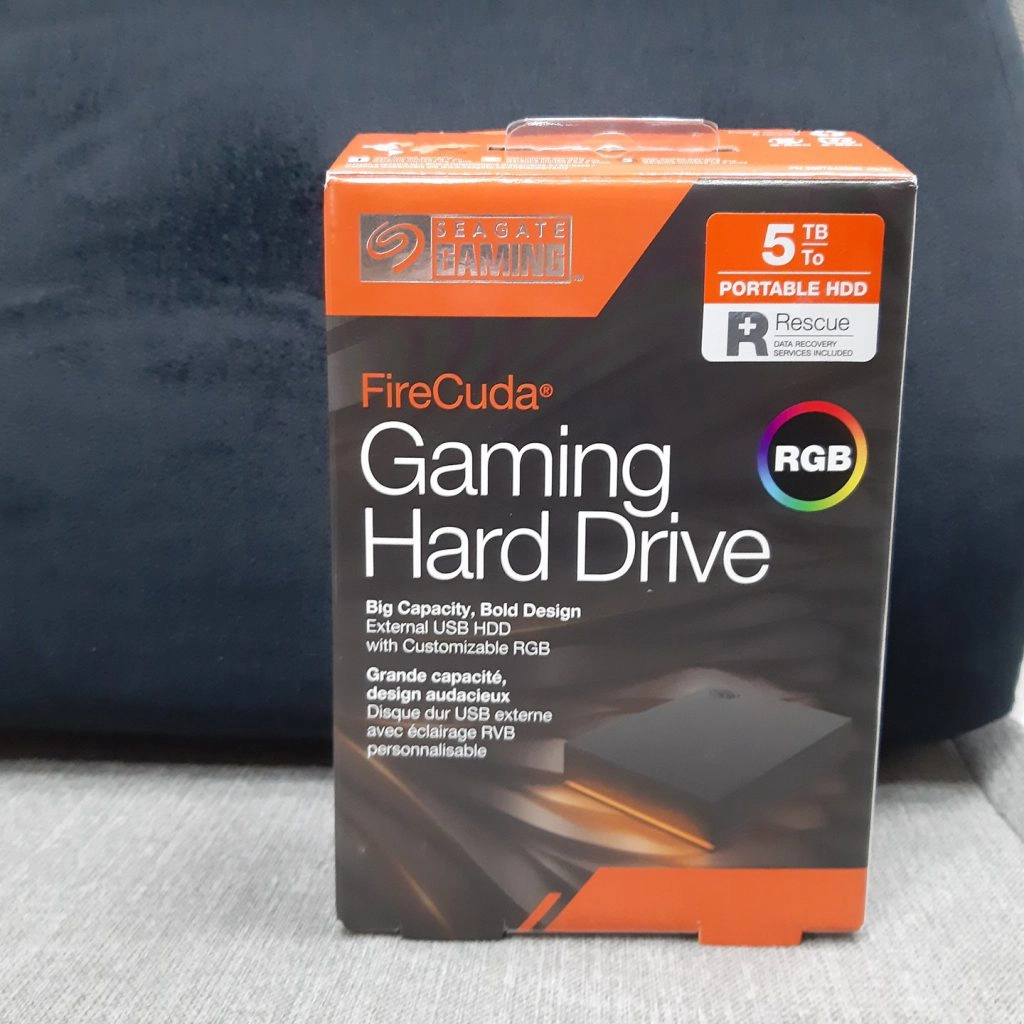 SEAGATE
GAMING
5 TB
To
PORTABLE HDD
R Rescue
DATA RECOVERY
SERVICES INCLUDED
FireCuda®
Gaming
Hard Drive
RGB
Big Capacity, Bold Design
External USB HDD
with Customizable RGB
Grande capacité,
design audacieux
Disque dur USB externe
avec éclairage RVB
personnalisable